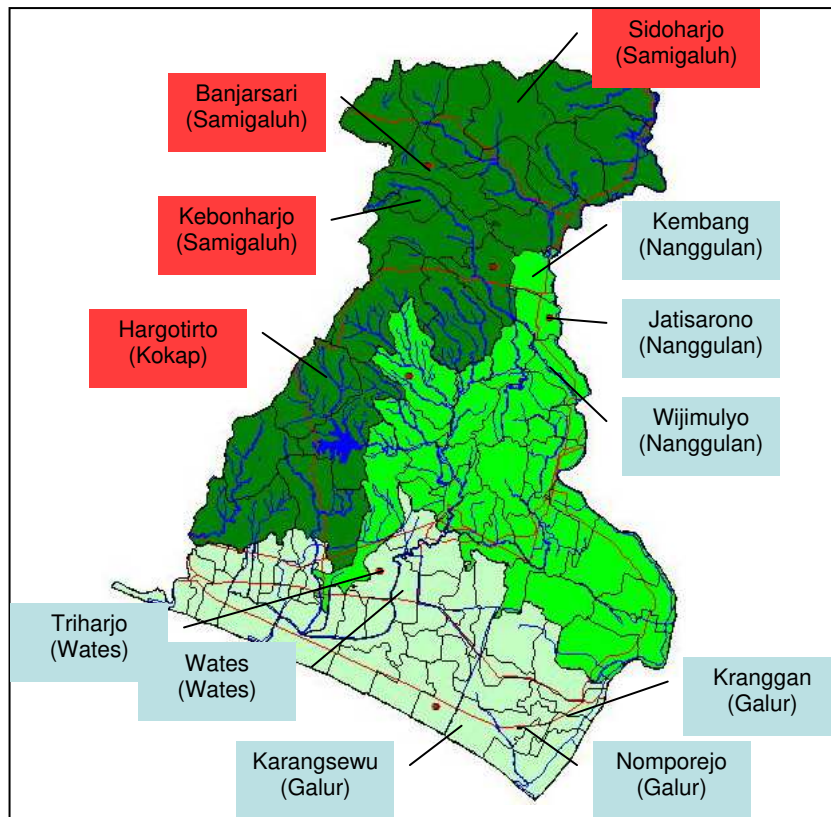 Sidoharjo
(Samigaluh)
Banjarsari
(Samigaluh)
Kebonharjo
(Samigaluh)
Kembang
(Nanggulan)
Jatisarono
(Nanggulan)
Hargotirto
(Kokap)
Wijimulyo
(Nanggulan)
Triharjo
(Wates)
Wates
(Wates)
Kranggan
(Galur)
Karangsewu
(Galur)
Nomporejo
(Galur)